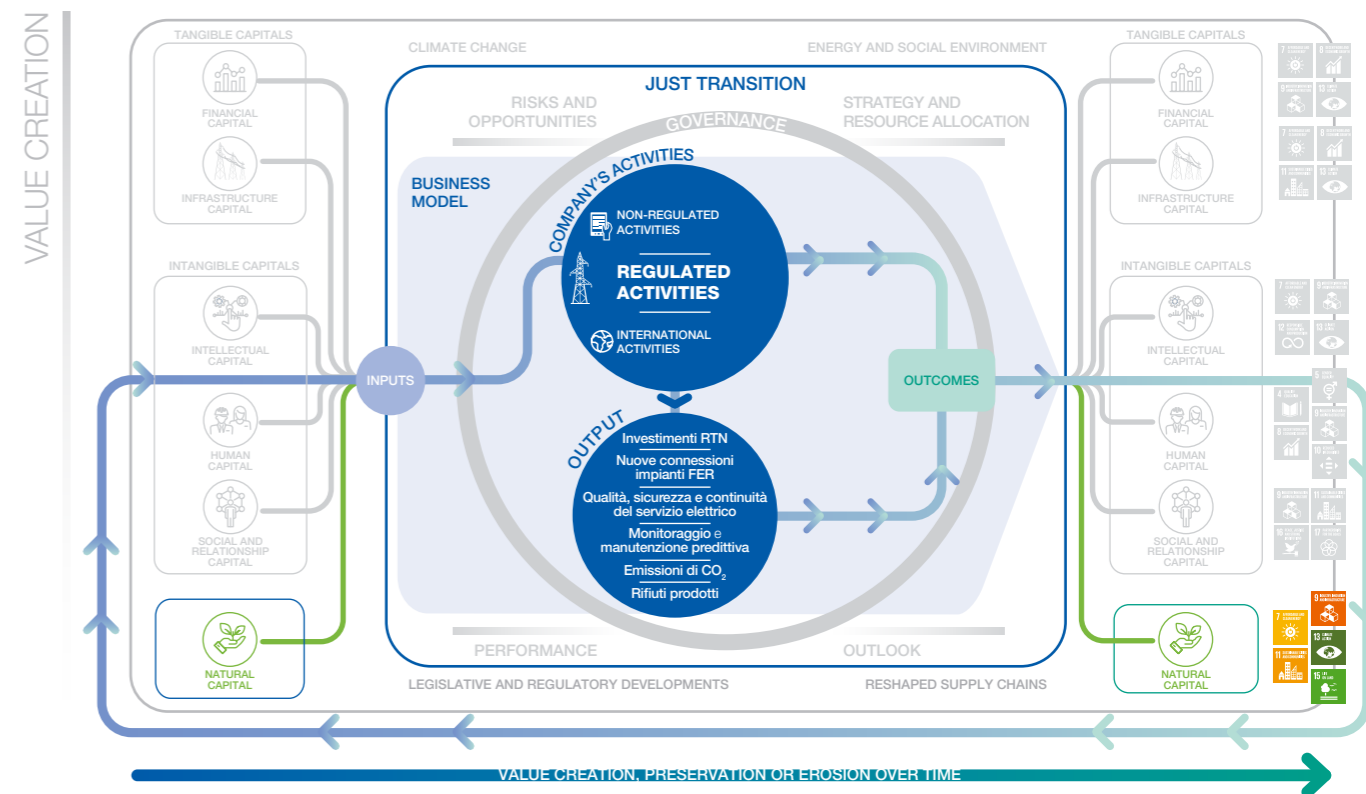 VALUE CREATION
TANGIBLE CAPITALS
FINANCIAL
CAPITAL
INFRASTRUCTURE
CAPITAL
INTANGIBLE CAPITALS
INTELLECTUAL
CAPITAL
HUMAN
CAPITAL
SOCIAL AND
RELATIONSHIP
CAPITAL
NATURAL
CAPITAL
CLIMATE CHANGE
ENERGY AND SOCIAL ENVIRONMENT
JUST TRANSITION
RISKS AND
OPPORTUNITIES
STRATEGY AND
RESOURCE ALLOCATION
GOVERNANCE
BUSINESS
MODEL
INPUTS
COMPANY'S ACTIVITIES
NON-REGULATED
ACTIVITIES
REGULATED
ACTIVITIES
INTERNATIONAL
ACTIVITIES
OUTPUT
Investimenti RTN
Nuove connessioni
impianti FER
Qualità, sicurezza e continuità
del servizio elettrico
Monitoraggio e
manutenzione predittiva
Emissioni di CO2
Rifiuti prodotti
OUTCOMES
PERFORMANCE
OUTLOOK
LEGISLATIVE AND REGULATORY DEVELOPMENTS
RESHAPED SUPPLY CHAINS
TANGIBLE CAPITALS
FINANCIAL
CAPITAL
INFRASTRUCTURE
CAPITAL
INTANGIBLE CAPITALS
INTELLECTUAL
CAPITAL
HUMAN
CAPITAL
SOCIAL AND
RELATIONSHIP
CAPITAL
NATURAL
CAPITAL
7
9
13
11
15
VALUE CREATION, PRESERVATION OR EROSION OVER TIME